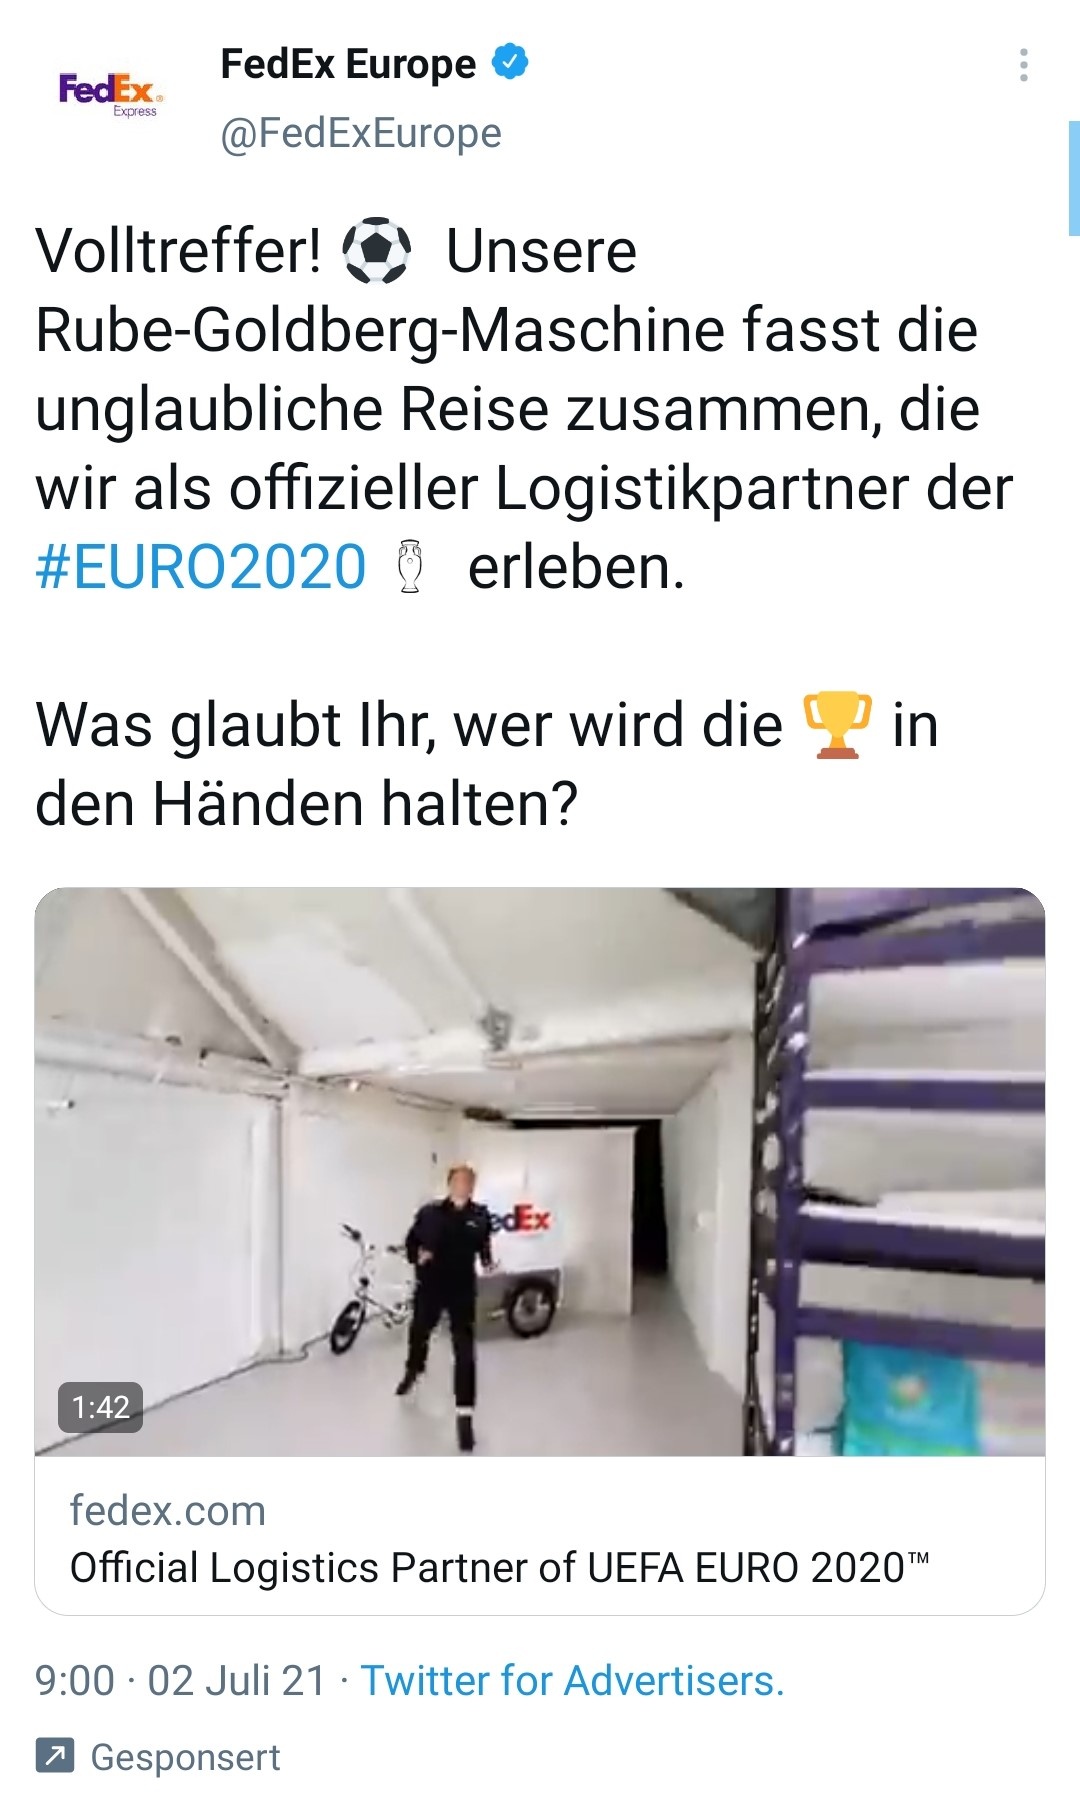 FedEx Europe
FedEx®
Express
@FedExEurope
Volltreffer! ⚽ Unsere
Rube-Goldberg-Maschine fasst die
unglaubliche Reise zusammen, die
wir als offizieller Logistikpartner der
#EURO2020 erleben.
Was glaubt Ihr, wer wird die 🏆 in
den Händen halten?
edEx
1:42
fedex.com
Official Logistics Partner of UEFA EURO 2020™
9:00 · 02 Juli 21 · Twitter for Advertisers.
Gesponsert